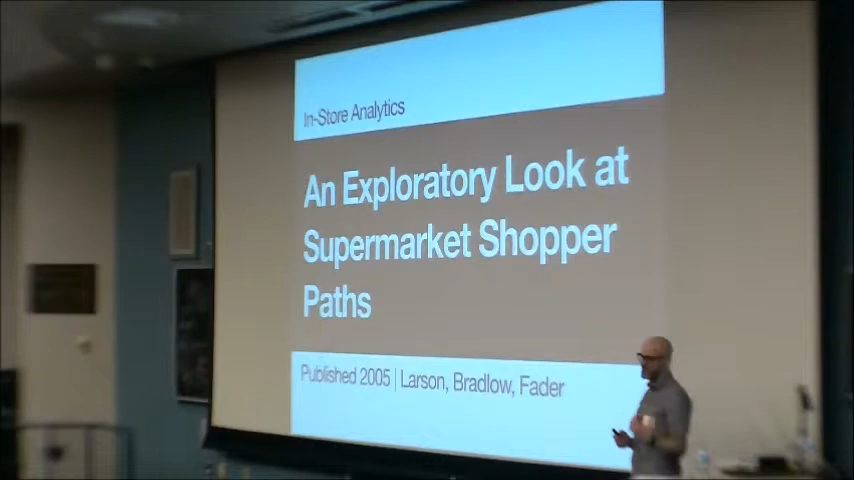 In-Store Analytics
An Exploratory Look at
Supermarket Shopper
Paths
Published 2005 | Larson, Bradlow, Fader